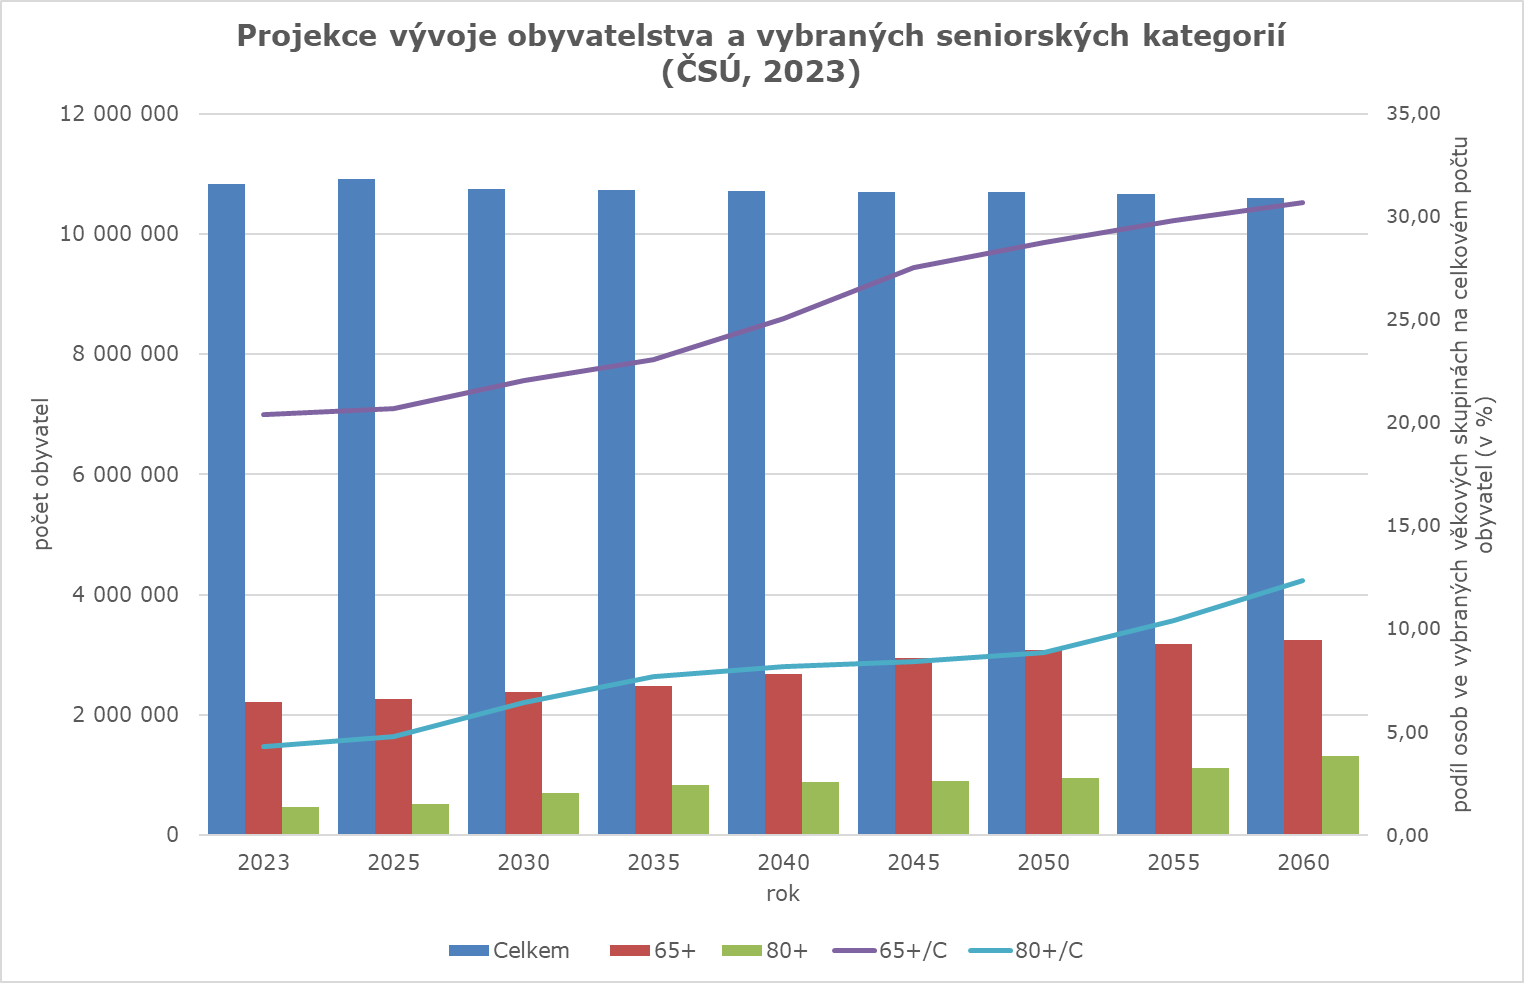 Projekce vývoje obyvatelstva a vybraných seniorských kategorií
(ČSÚ, 2023)
12 000 000
10 000 000
8 000 000
6 000 000
4 000 000
2 000 000
0
počet obyvatel
35,00
30,00
25,00
20,00
15,00
10,00
5,00
0,00
podíl osob ve vybraných věkových skupinách na celkovém počtu
obyvatel (v %)
2023 2025 2030 2035 2040 2045 2050 2055 2060
rok
Celkem 65+ 80+ 65+/C 80+/C